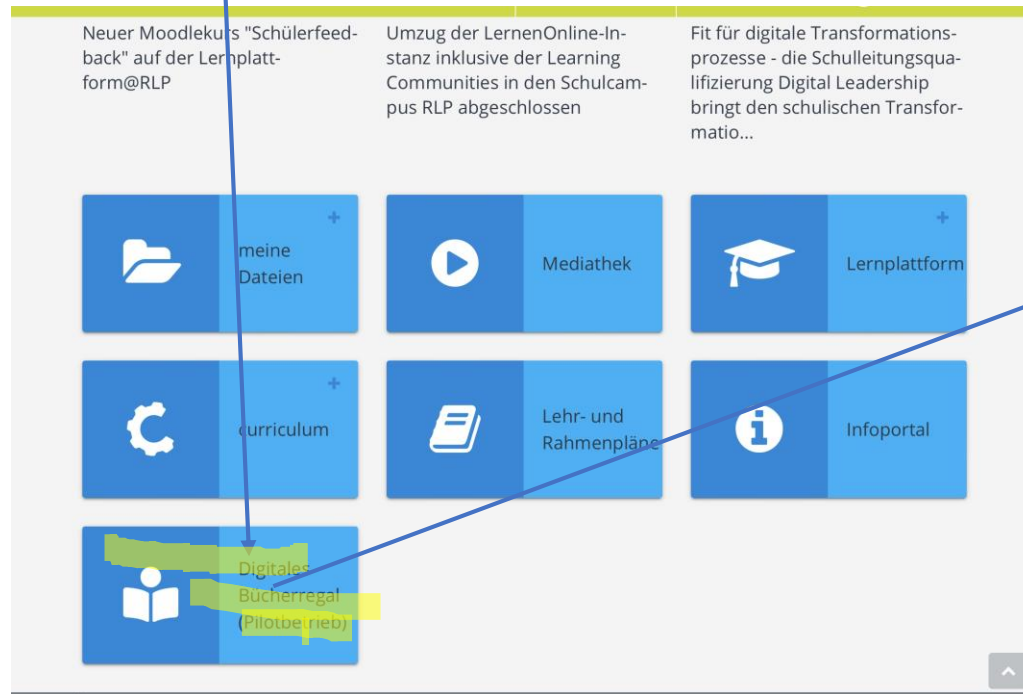 Neuer Moodlekurs "Schülerfeed-
back" auf der Lernplatt-
form@RLP
Umzug der LernenOnline-In-
stanz inklusive der Learning
Communities in den Schulcam-
pus RLP abgeschlossen
Fit für digitale Transformations-
prozesse - die Schulleitungsqua-
lifizierung Digital Leadership
bringt den schulischen Transfor-
matio...
meine
Dateien
Mediathek
Lernplattform
curriculum
Lehr- und
Rahmenpläne
Infoportal
Digitales
Bücherregal
(Pilotbetrieb)